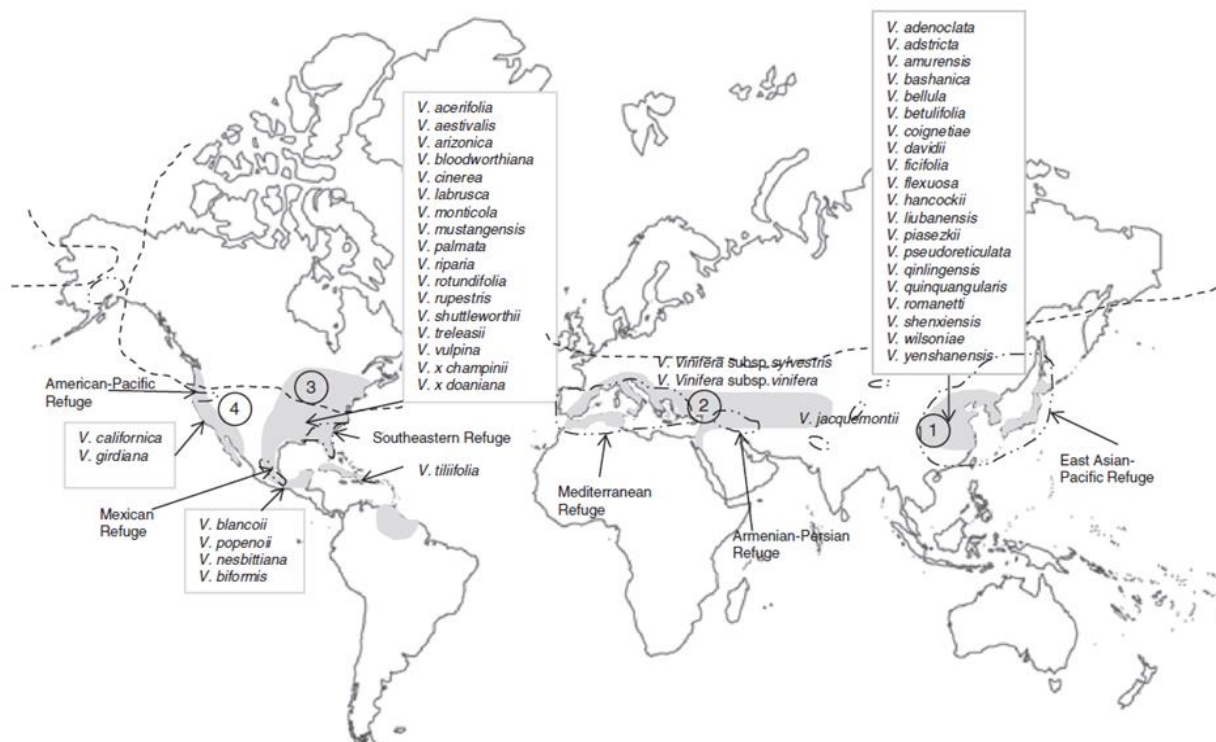 V. adenoclata
V. adstricta
V. amurensis
V. bashanica
V. bellula
V. betulifolia
V. coignetiae
V. davidii
V. ficifolia
V. flexuosa
V. hancockii
V. liubanensis
V. piasezkii
V. pseudoreticulata
V. qinlingensis
V. quinquangularis
V. romanetti
V. shenxiensis
V. wilsoniae
V. yenshanensis
V. acerifolia
V. aestivalis
V. arizonica
V. bloodworthiana
V. cinerea
V. labrusca
V. monticola
V. mustangensis
V. palmata
V. riparia
V. rotundifolia
V. rupestris
V. shuttleworthii
V. treleasii
V. vulpina
V. x champinii
V. x doaniana
V. Vinifera subsp.sylvestris
V. Vinifera subsp.vinifera
American-Pacific
Refuge
3
4
2
1
V. jacquemontii
V. californica
V. girdiana
Southeastern Refuge
V. tiliifolia
East Asian-
Pacific Refuge
Mediterranean
Refuge
Mexican
Refuge
Armenian-Persian
Refuge
V. blancoii
V. popenoii
V. nesbittiana
V. biformis